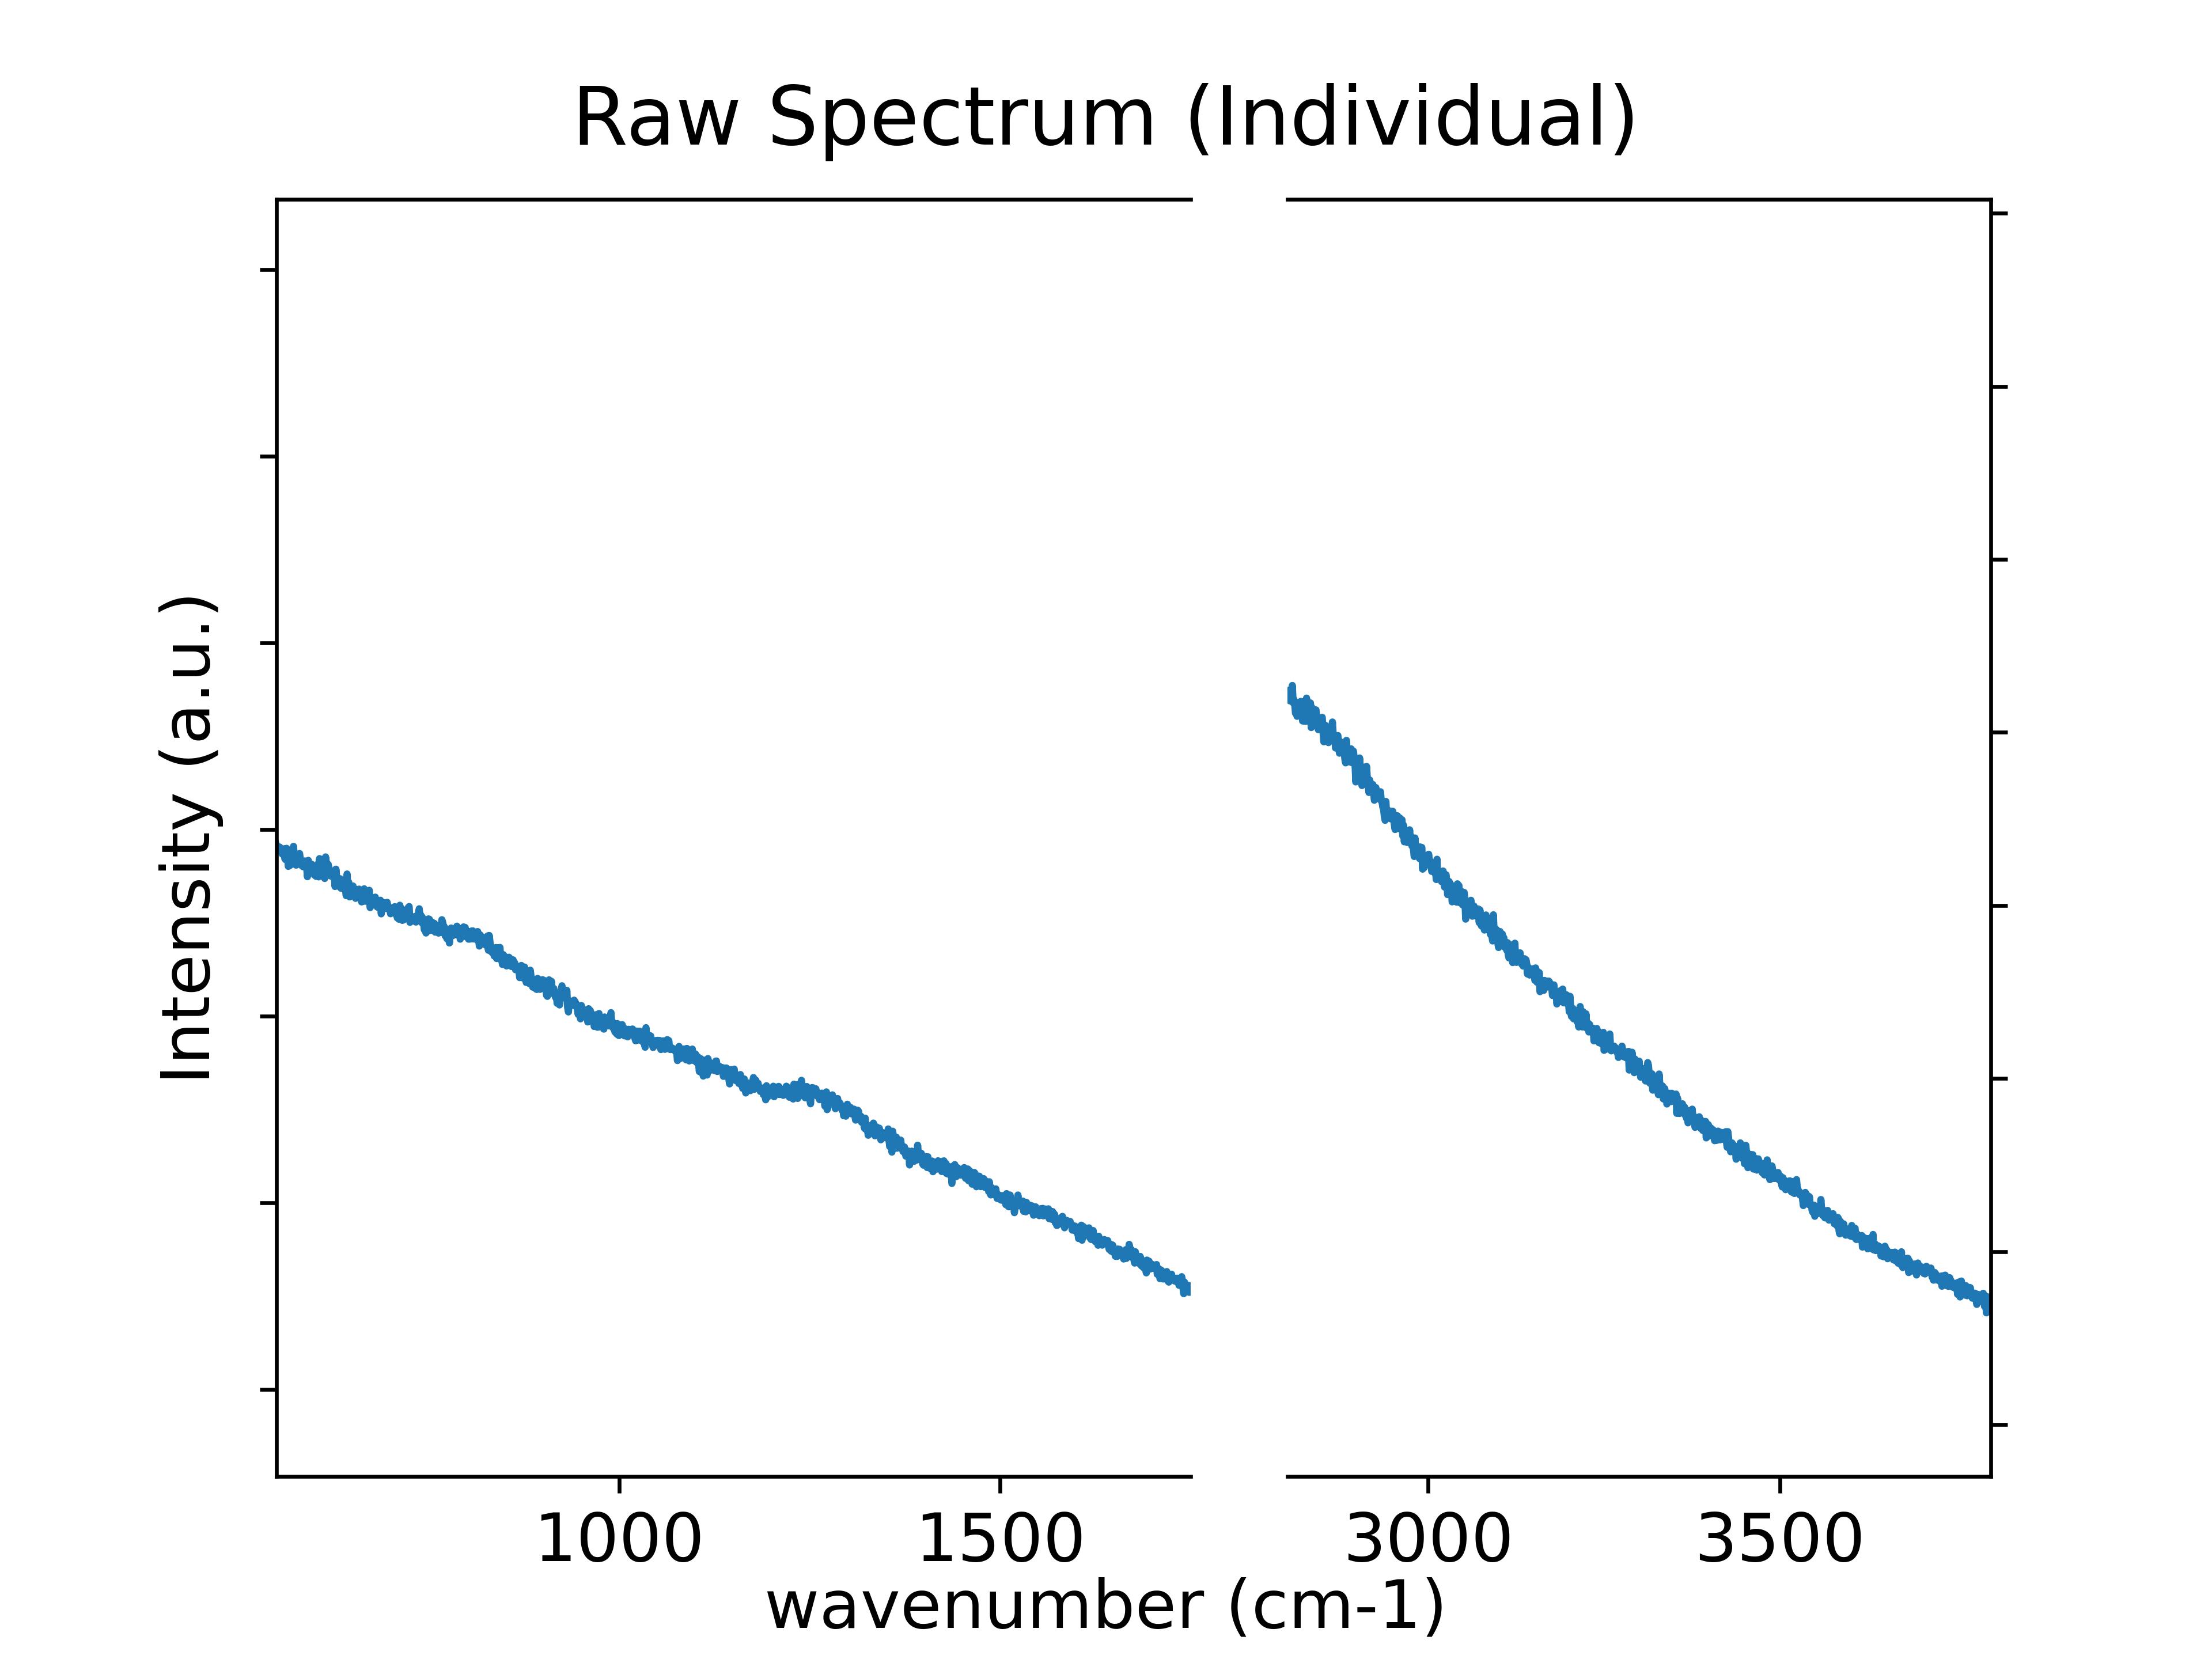 Raw Spectrum (Individual)
Intensity (a.u.)
1000 1500 3000 3500
wavenumber (cm-1)